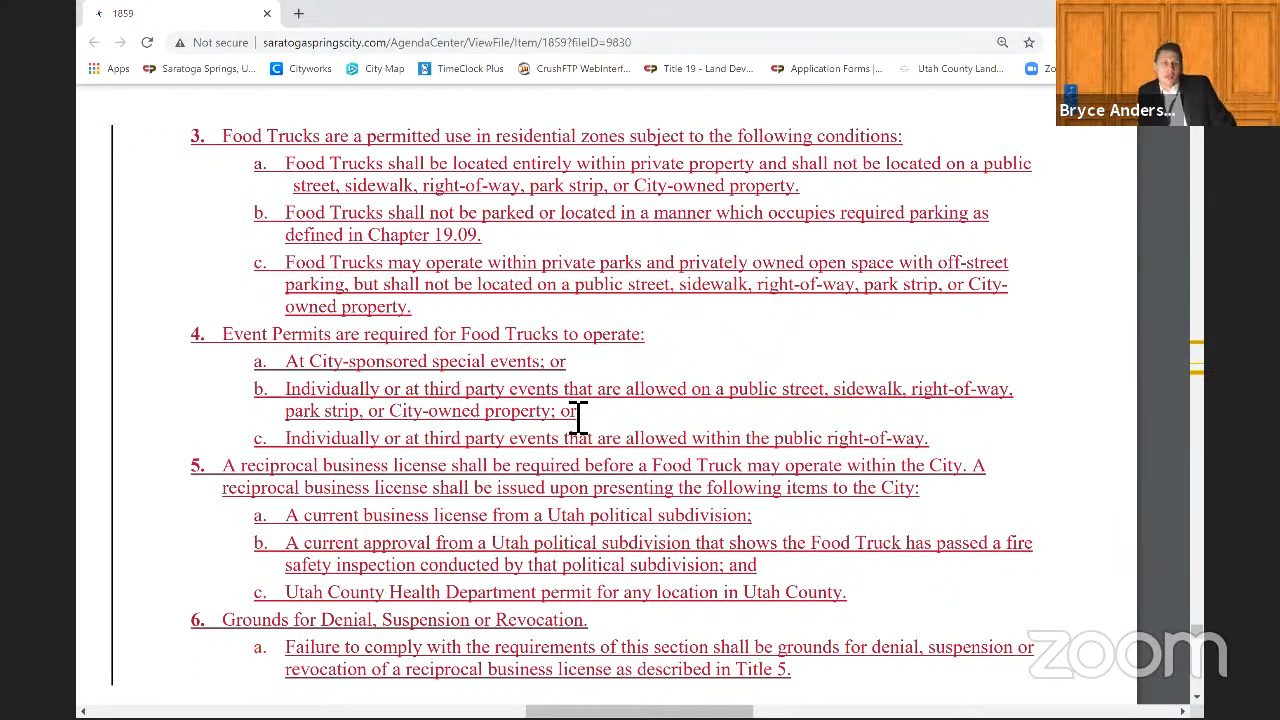 1859
Not secure | saratogaspringscity.com/AgendaCenter/ViewFile/Item/1859?fileID=9830
Apps Saratoga Springs, U... Cityworks City Map TimeClock Plus CrushFTP WebInterf... Title 19 - Land Dev... Application Forms |... Utah County Land... Zo
Bryce Anders...
3. Food Trucks are a permitted use in residential zones subject to the following conditions:
a. Food Trucks shall be located entirely within private property and shall not be located on a public
street, sidewalk, right-of-way, park strip, or City-owned property.
b. Food Trucks shall not be parked or located in a manner which occupies required parking as
defined in Chapter 19.09.
c. Food Trucks may operate within private parks and privately owned open space with off-street
parking, but shall not be located on a public street, sidewalk, right-of-way, park strip, or City-
owned property.
4. Event Permits are required for Food Trucks to operate:
a. At City-sponsored special events; or
b. Individually or at third party events that are allowed on a public street, sidewalk, right-of-way,
park strip, or City-owned property; or
c. Individually or at third party events that are allowed within the public right-of-way.
5. A reciprocal business license shall be required before a Food Truck may operate within the City. A
reciprocal business license shall be issued upon presenting the following items to the City:
a. A current business license from a Utah political subdivision;
b. A current approval from a Utah political subdivision that shows the Food Truck has passed a fire
safety inspection conducted by that political subdivision; and
c. Utah County Health Department permit for any location in Utah County.
6. Grounds for Denial, Suspension or Revocation.
a. Failure to comply with the requirements of this section shall be grounds for denial, suspension or
revocation of a reciprocal business license as described in Title 5.
zoom